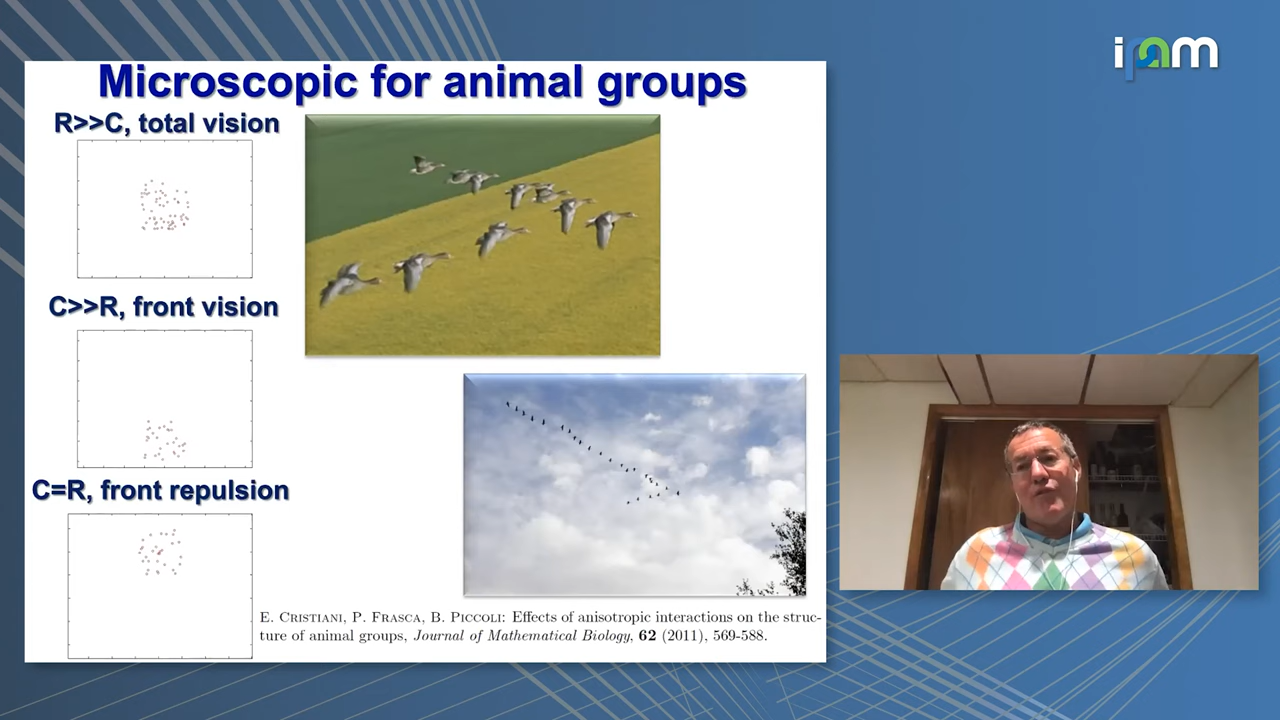 ipam
Microscopic for animal groups
R>>C, total vision
C>>R, front vision
C=R, front repulsion
E. CRISTIANI, P. FRASCA, B. PICCOLI: Effects of anisotropic interactions on the struc-
ture of animal groups, Journal of Mathematical Biology, 62 (2011), 569-588.